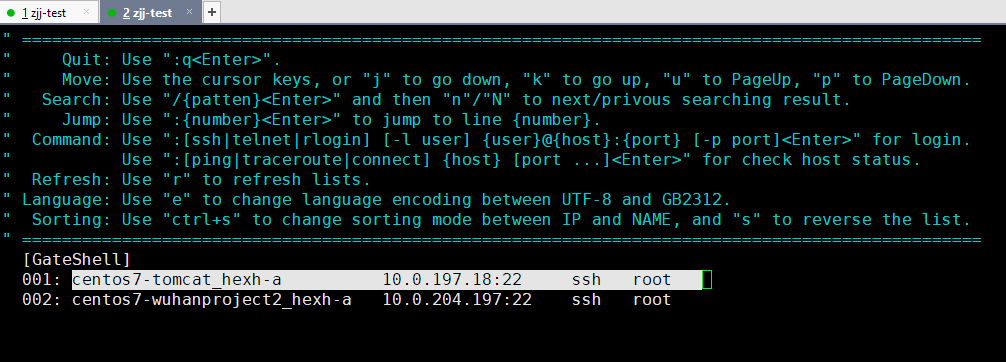 1 zjj-test × 2 zjj-test × +
" ================================================================================================
"     Quit: Use ":q<Enter>".
"     Move: Use the cursor keys, or "j" to go down, "k" to go up, "u" to PageUp, "p" to PageDown.
"   Search: Use "/{patten}<Enter>" and then "n"/"N" to next/privous searching result.
"     Jump: Use ":{number}<Enter>" to jump to line {number}.
"  Command: Use ":[ssh|telnet|rlogin] [-l user] {user}@{host}:{port} [-p port]<Enter>" for login.
"           Use ":[ping|traceroute|connect] {host} [port ...]<Enter>" for check host status.
"  Refresh: Use "r" to refresh lists.
" Language: Use "e" to change language encoding between UTF-8 and GB2312.
"  Sorting: Use "ctrl+s" to change sorting mode between IP and NAME, and "s" to reverse the list.
" ================================================================================================
  [GateShell]
  001: centos7-tomcat_hexh-a          10.0.197.18:22     ssh   root
  002: centos7-wuhanproject2_hexh-a   10.0.204.197:22    ssh   root